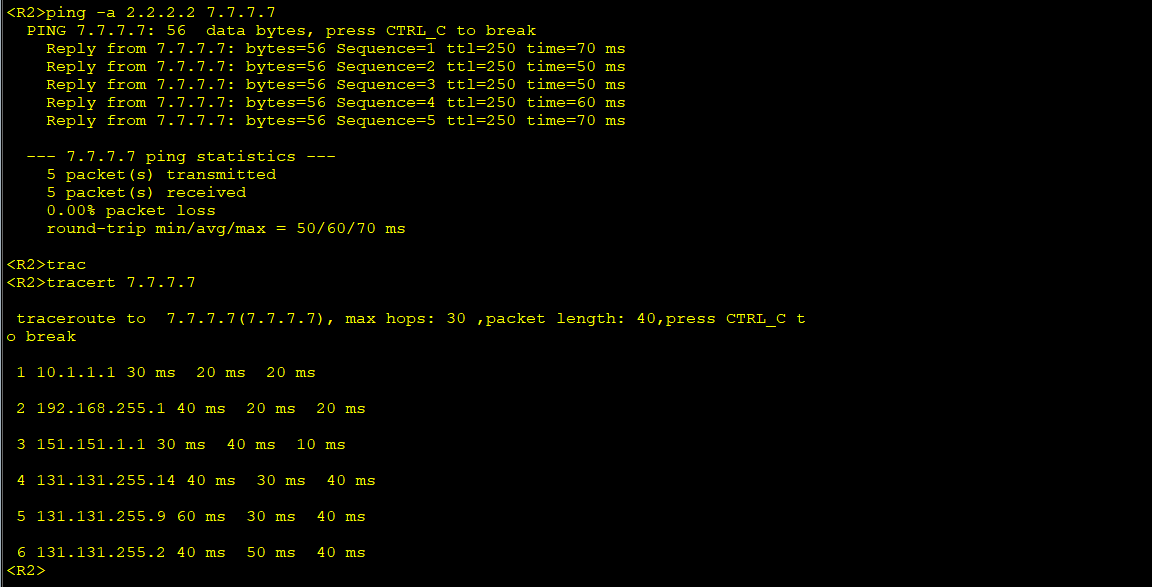 <R2>ping -a 2.2.2.2 7.7.7.7
PING 7.7.7.7: 56  data bytes, press CTRL_C to break
Reply from 7.7.7.7: bytes=56 Sequence=1 ttl=250 time=70 ms
Reply from 7.7.7.7: bytes=56 Sequence=2 ttl=250 time=50 ms
Reply from 7.7.7.7: bytes=56 Sequence=3 ttl=250 time=50 ms
Reply from 7.7.7.7: bytes=56 Sequence=4 ttl=250 time=60 ms
Reply from 7.7.7.7: bytes=56 Sequence=5 ttl=250 time=70 ms
--- 7.7.7.7 ping statistics ---
5 packet(s) transmitted
5 packet(s) received
0.00% packet loss
round-trip min/avg/max = 50/60/70 ms
<R2>trac
<R2>tracert 7.7.7.7
traceroute to  7.7.7.7(7.7.7.7), max hops: 30 ,packet length: 40,press CTRL_C t
o break
1 10.1.1.1 30 ms  20 ms  20 ms
2 192.168.255.1 40 ms  20 ms  20 ms
3 151.151.1.1 30 ms  40 ms  10 ms
4 131.131.255.14 40 ms  30 ms  40 ms
5 131.131.255.9 60 ms  30 ms  40 ms
6 131.131.255.2 40 ms  50 ms  40 ms
<R2>